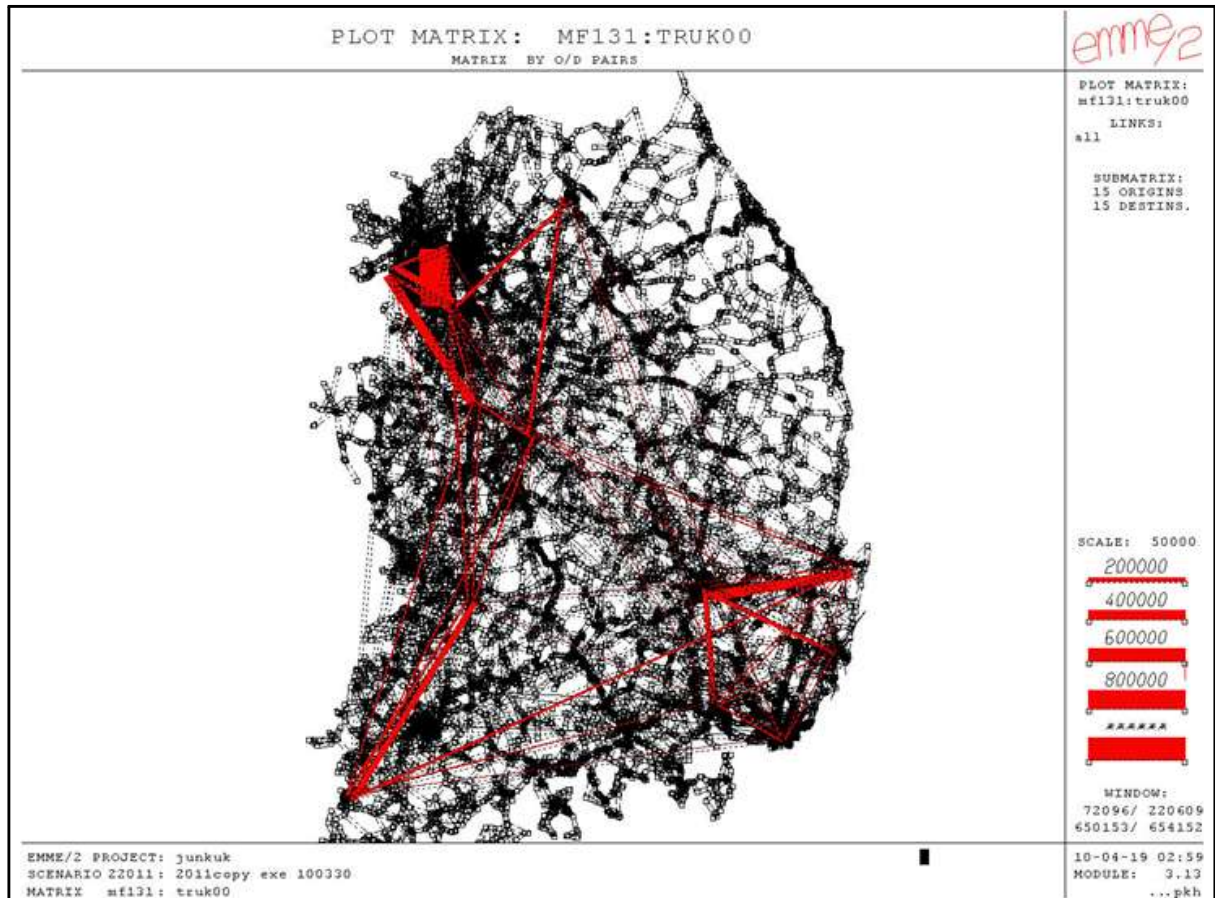 PLOT MATRIX: MF131:TRUK00
MATRIX BY O/D PAIRS
emme/2
PLOT MATRIX:
mf131:truk00
LINKS:
all
SUBMATRIX:
15 ORIGINS
15 DESTINS.
SCALE: 50000
200000
400000
600000
800000
******
WINDOW:
72096/ 220609
650153/ 654152
EMME/2 PROJECT: junkuk
SCENARIO 22011: 2011copy exe 100330
MATRIX mf131: truk00
10-04-19 02:59
MODULE: 3.13
...pkh